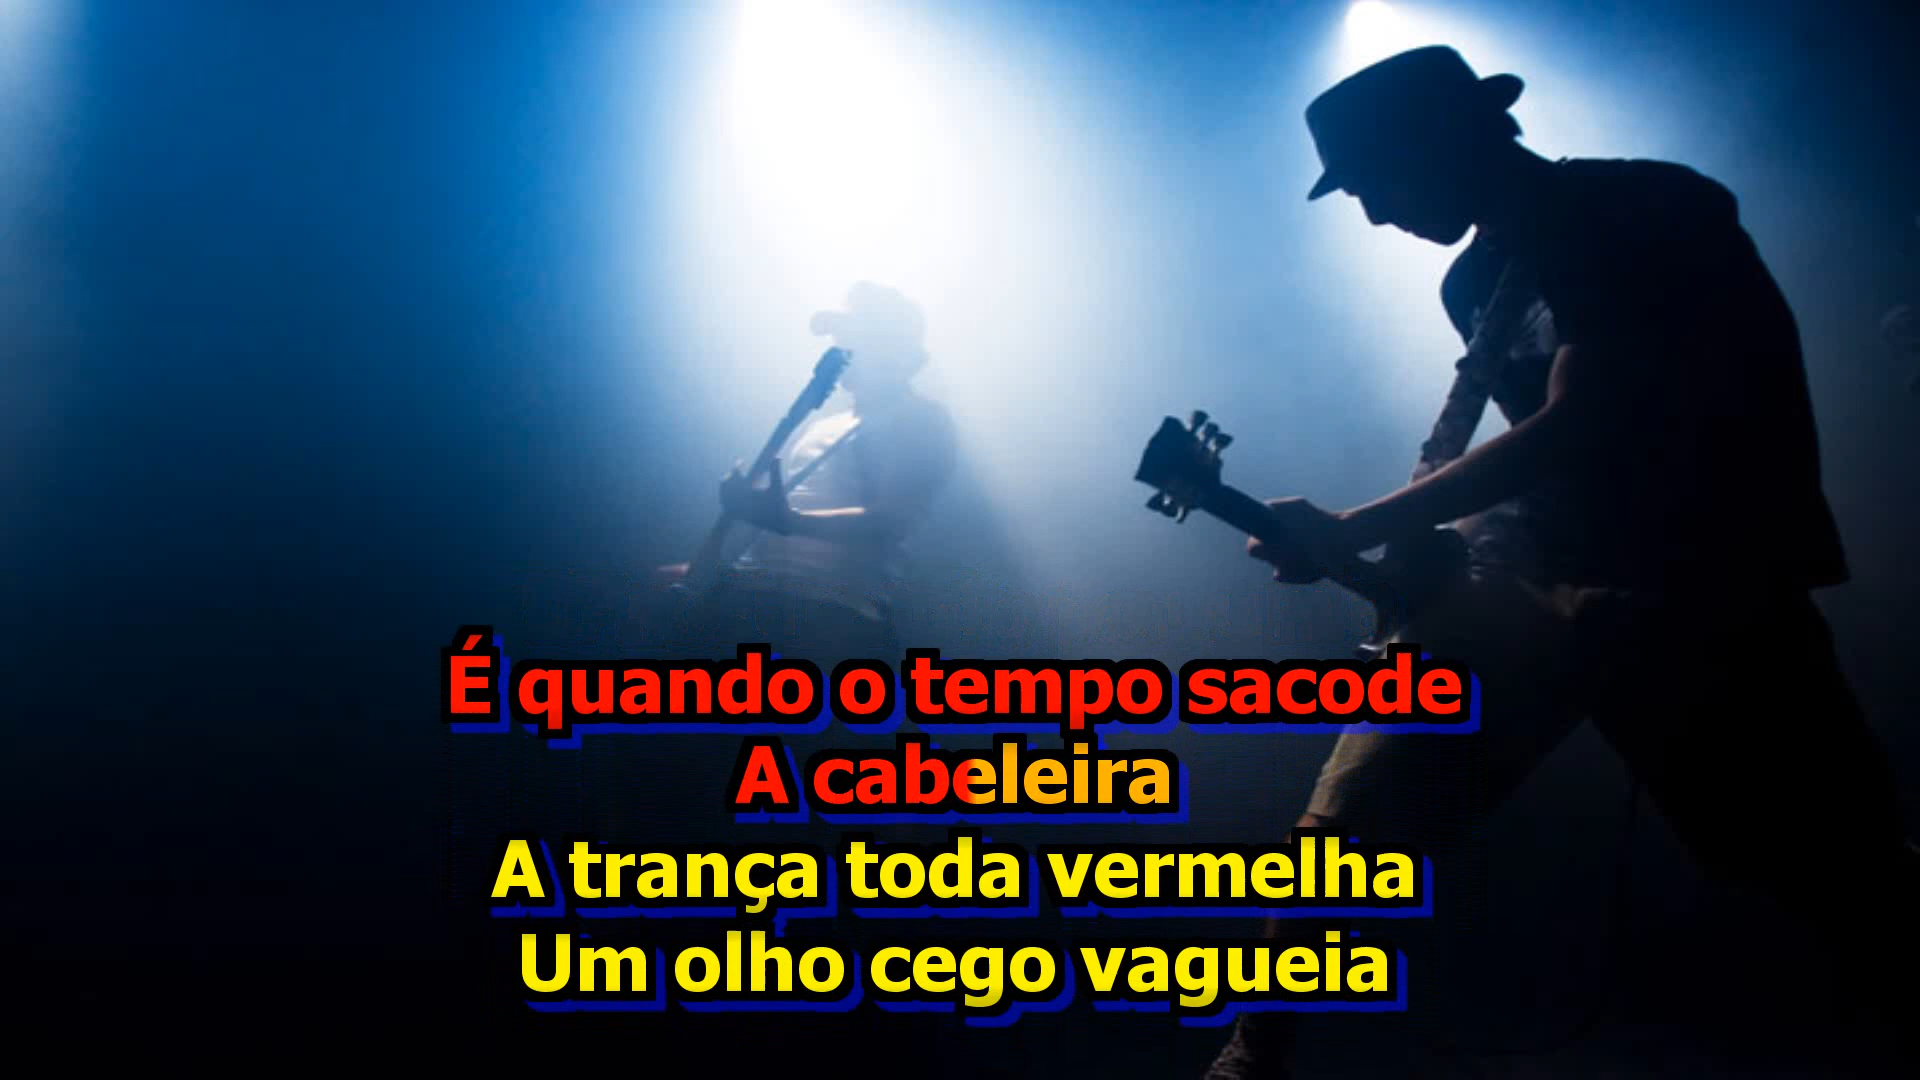 É quando o tempo sacode
A cabeleira
A trança toda vermelha
Um olho cego vagueia